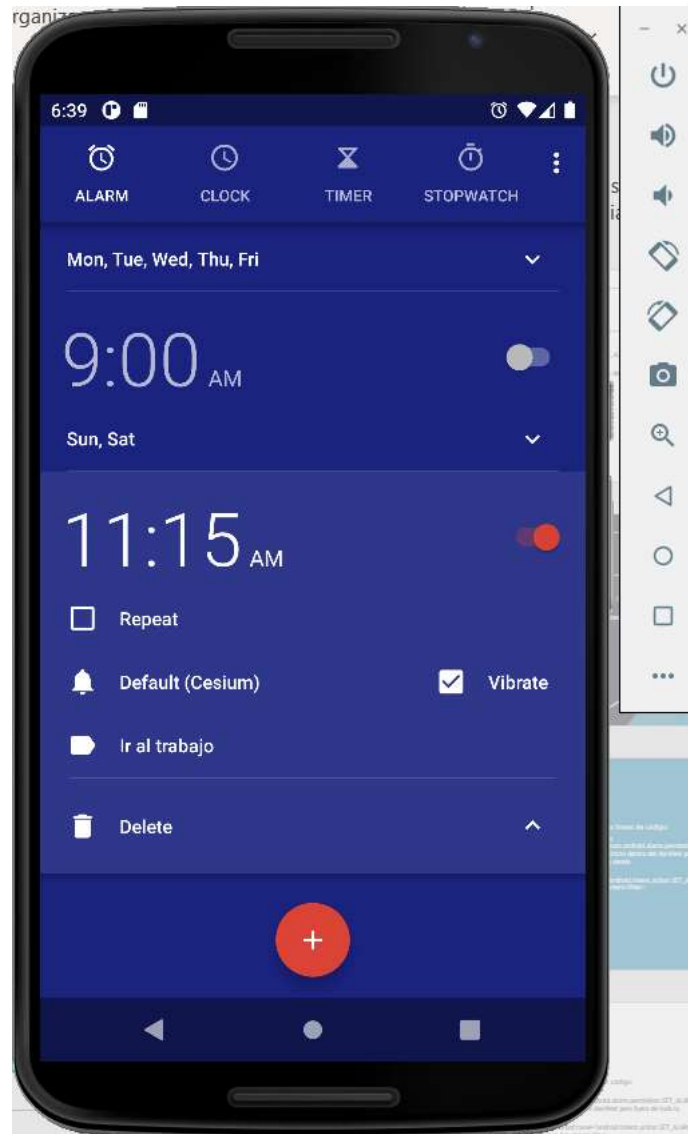 6:39
ALARM CLOCK TIMER STOPWATCH
Mon, Tue, Wed, Thu, Fri
9:00 AM
Sun, Sat
11:15 AM
Repeat
Default (Cesium) Vibrate
Ir al trabajo
Delete